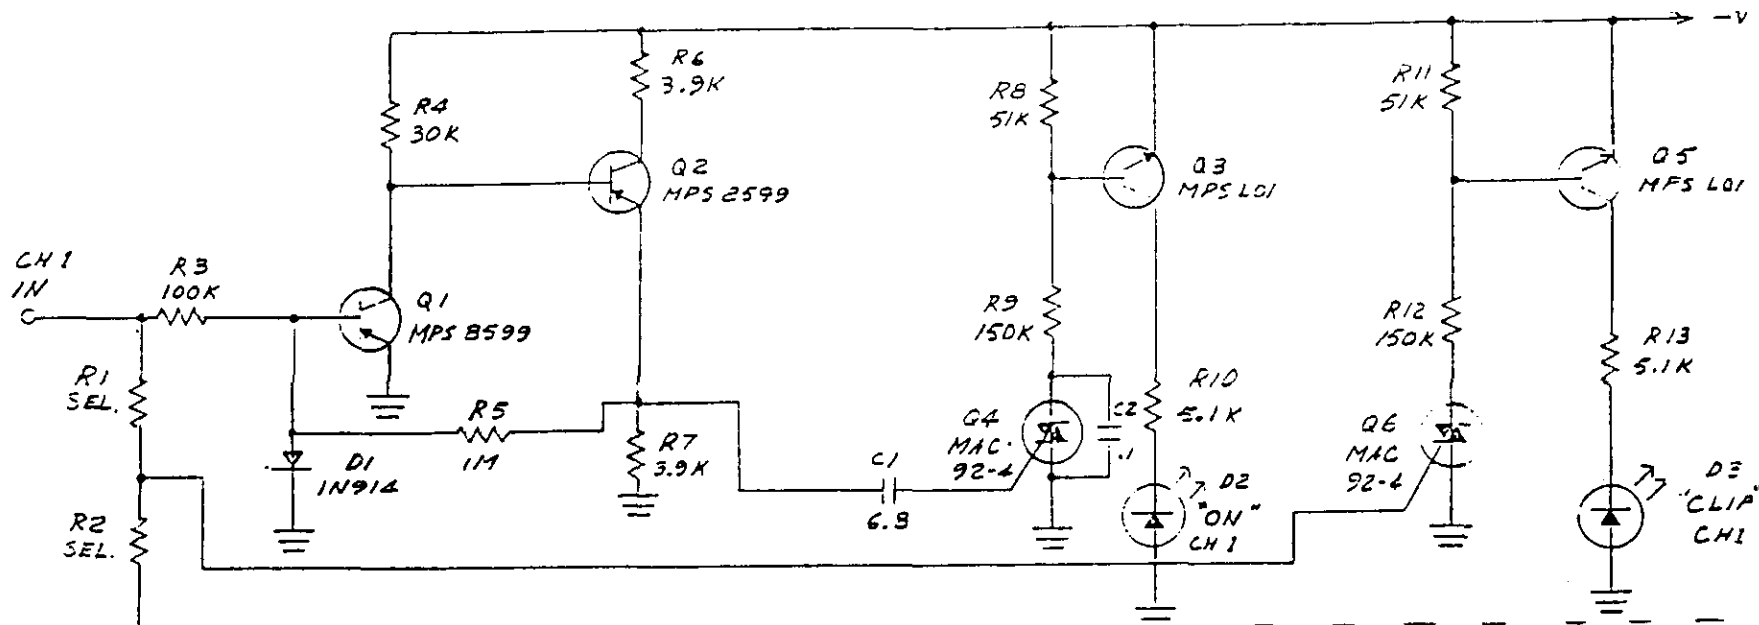 -V
R6
3.9K
R4
30K
Q2
MPS 2599
R8
51K
Q3
MPS L01
R11
51K
Q5
MFS L01
CH 1
IN
R3
100K
Q1
MPS 8599
R9
150K
R12
150K
R13
5.1K
R1
SEL.
R5
1M
R7
3.9K
R10
5.1K
Q4
MAC
92-4
C2
.1
Q6
MAC
92-4
D1
1N914
C1
6.8
D2
"ON"
CH 1
D3
"CLIP"
CH1
R2
SEL.